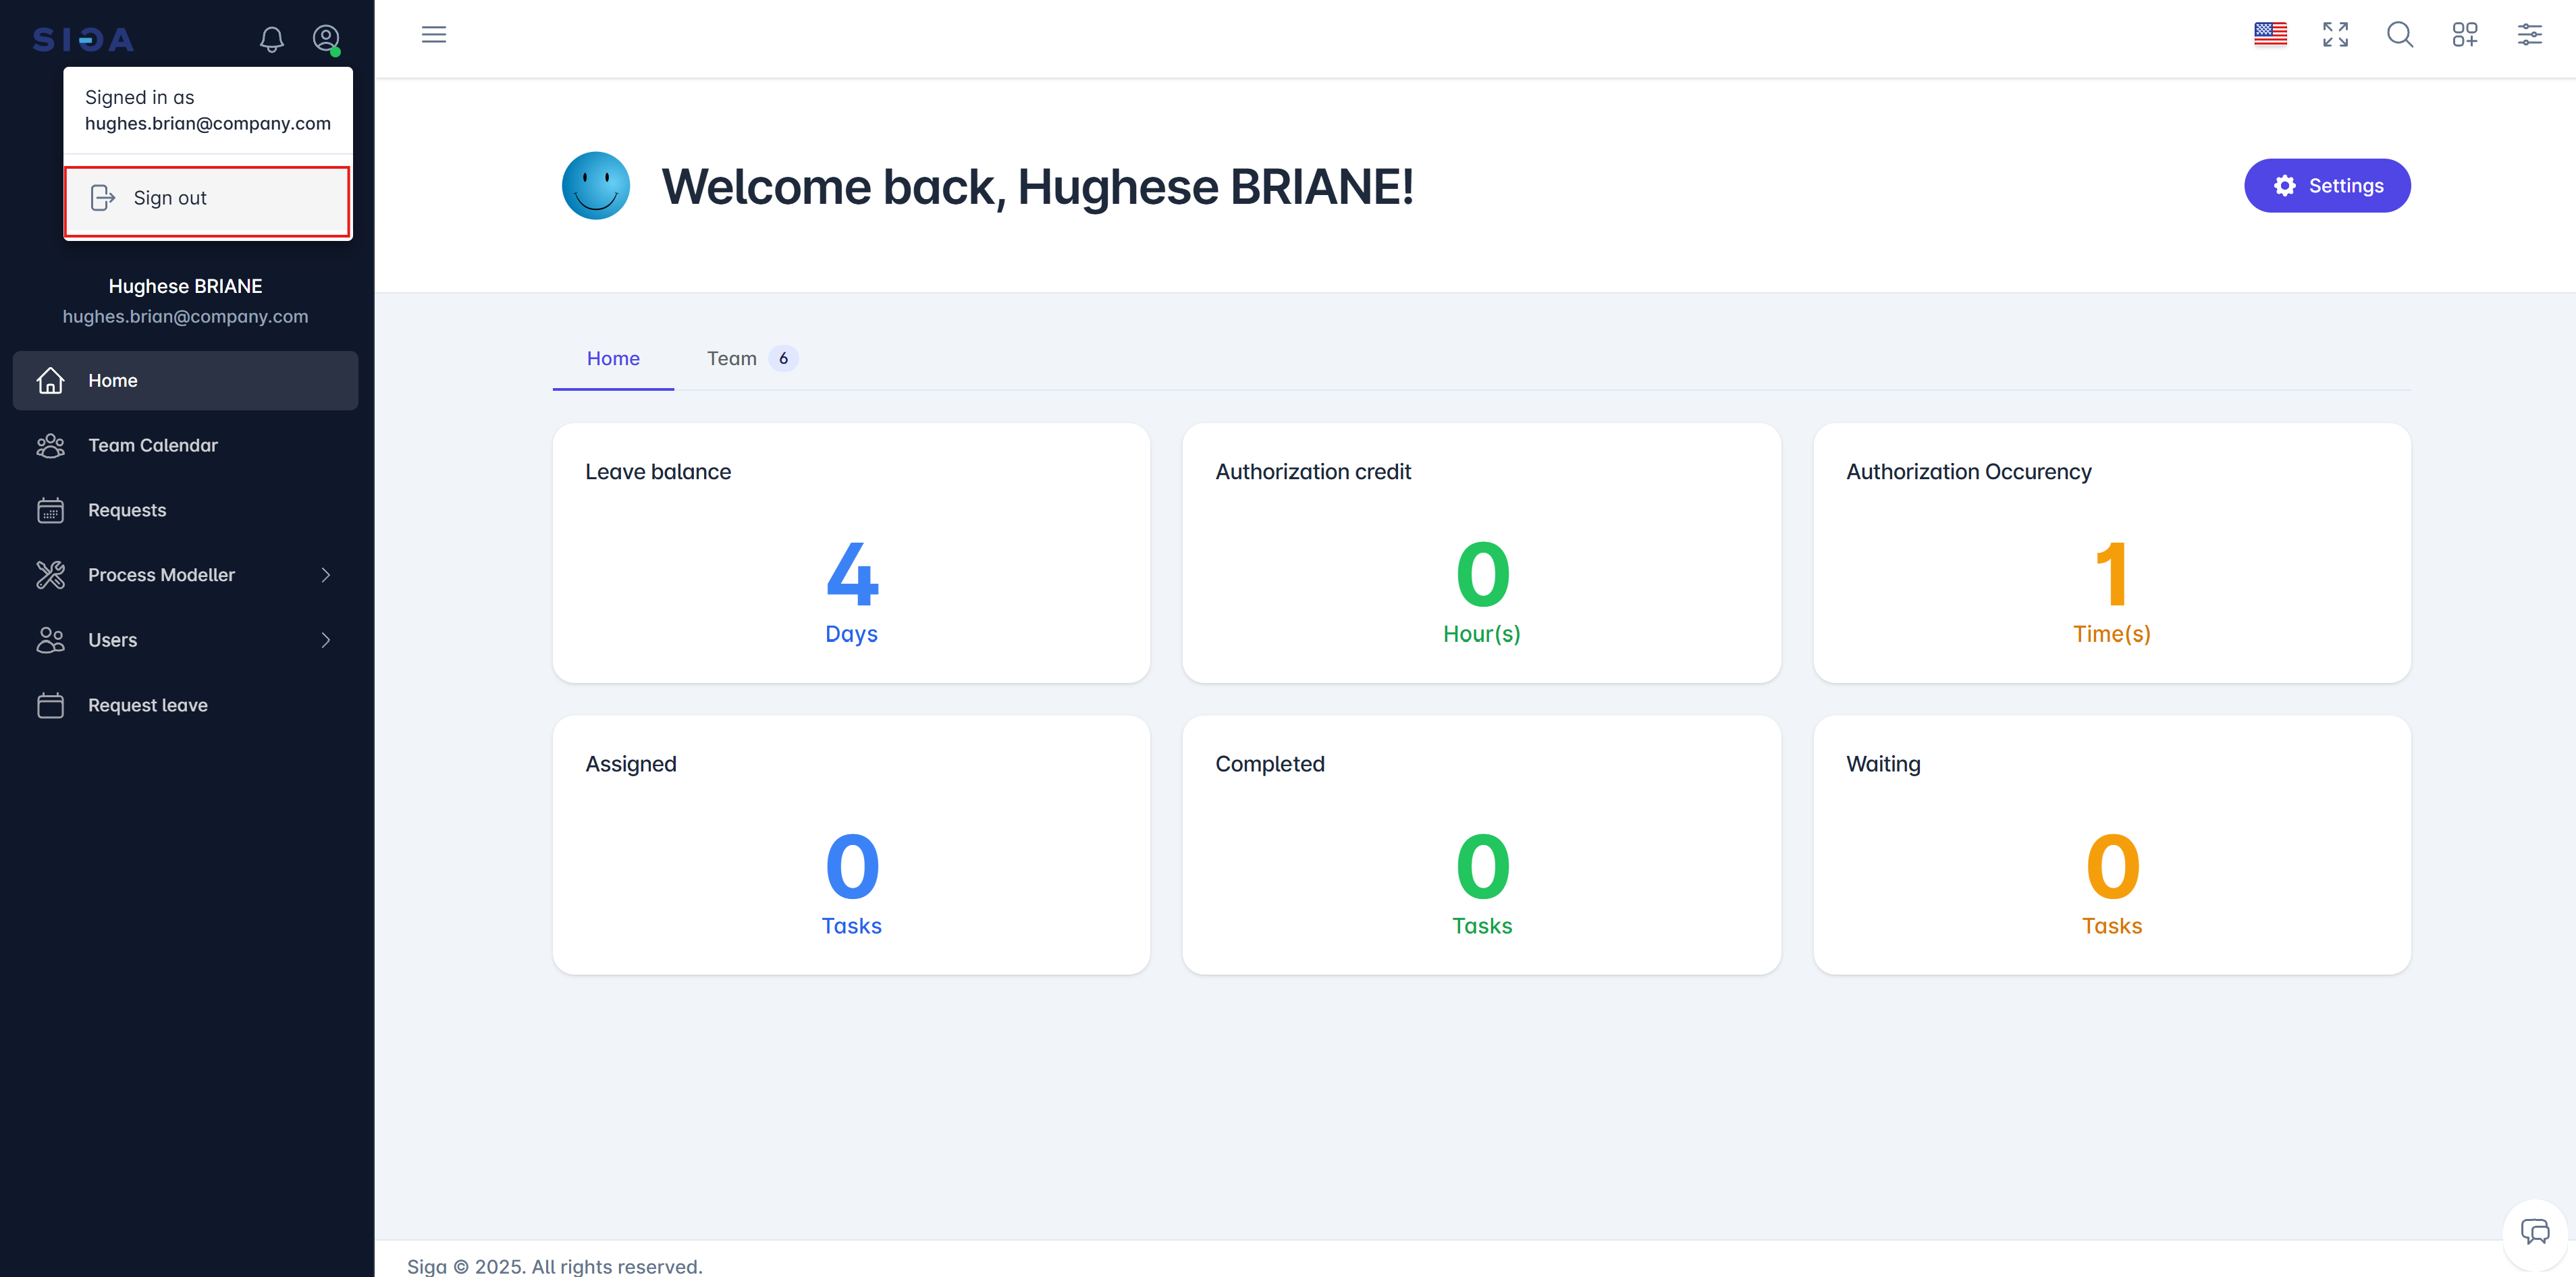 SIGA
Signed in as
hughes.brian@company.com
Sign out
Hughese BRIANE
hughes.brian@company.com
Home
Team Calendar
Requests
Process Modeller
Users
Request leave
Welcome back, Hughese BRIANE!
Settings
Home
Team 6
Leave balance
4
Days
Authorization credit
0
Hour(s)
Authorization Occurency
1
Time(s)
Assigned
0
Tasks
Completed
0
Tasks
Waiting
0
Tasks
Siga © 2025. All rights reserved.